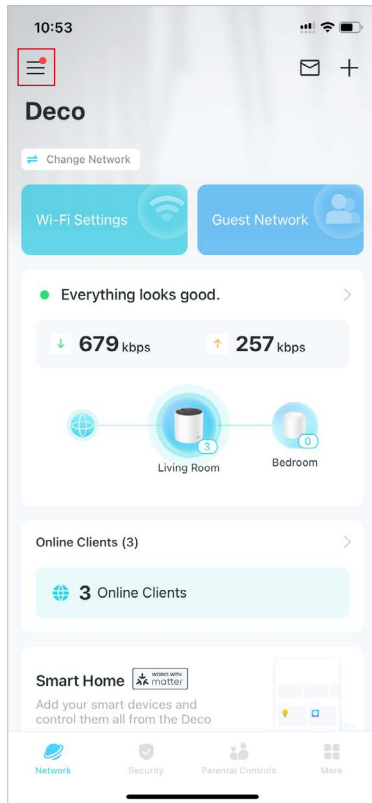 10:53
Deco
Change Network
Wi-Fi Settings
Guest Network
Everything looks good.
679 kbps
257 kbps
3
0
Living Room
Bedroom
Online Clients (3)
3 Online Clients
Smart Home
WORKS WITH
matter
Add your smart devices and
control them all from the Deco
Network
Security
Parental Controls
More